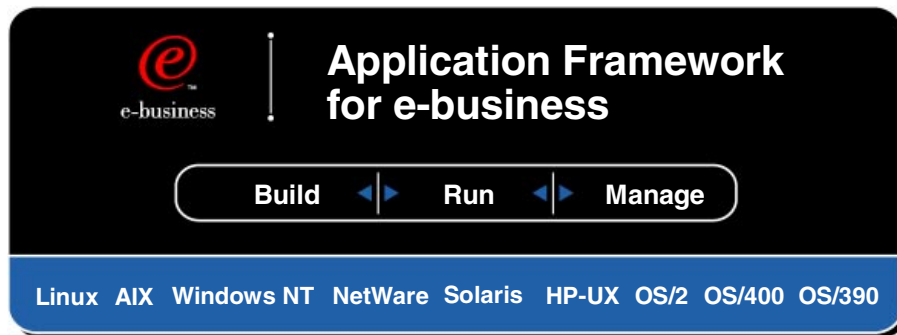 e
™
e-business
Application Framework
for e-business
Build Run Manage
Linux AIX Windows NT NetWare Solaris HP-UX OS/2 OS/400 OS/390